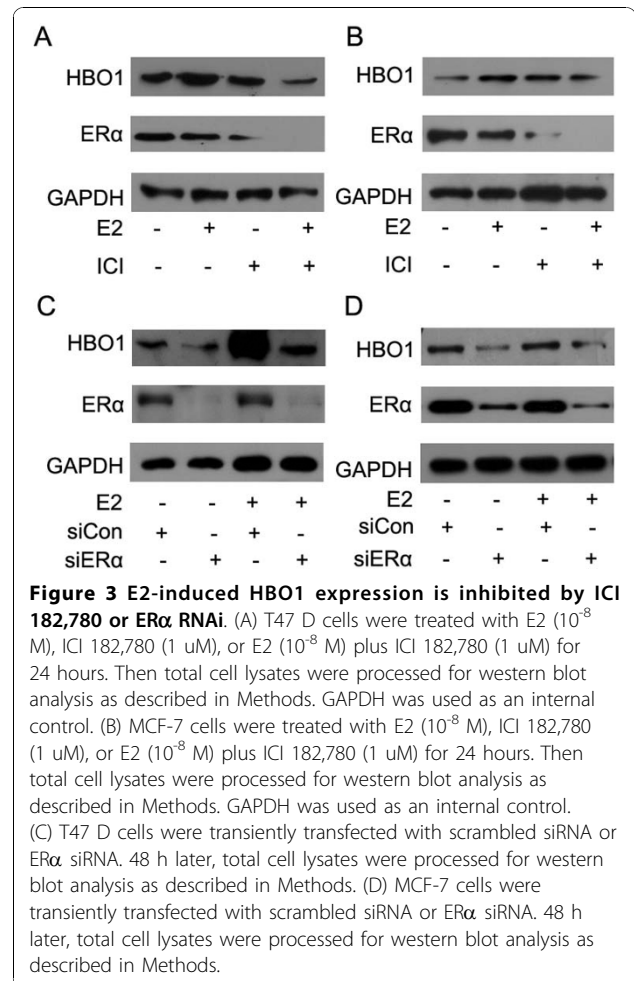 A
HBO1
ERα
GAPDH
E2 - + - +
ICI - - + +
B
HBO1
ERα
GAPDH
E2 - + - +
ICI - - + +
C
HBO1
ERα
GAPDH
E2 - - + +
siCon + - + -
siERα - + - +
D
HBO1
ERα
GAPDH
E2 - - + +
siCon + - + -
siERα - + - +
Figure 3 E2-induced HBO1 expression is inhibited by ICI
182,780 or ERα RNAi. (A) T47 D cells were treated with E2 (10⁻⁸
M), ICI 182,780 (1 uM), or E2 (10⁻⁸ M) plus ICI 182,780 (1 uM) for
24 hours. Then total cell lysates were processed for western blot
analysis as described in Methods. GAPDH was used as an internal
control. (B) MCF-7 cells were treated with E2 (10⁻⁸ M), ICI 182,780
(1 uM), or E2 (10⁻⁸ M) plus ICI 182,780 (1 uM) for 24 hours. Then
total cell lysates were processed for western blot analysis as
described in Methods. GAPDH was used as an internal control.
(C) T47 D cells were transiently transfected with scrambled siRNA or
ERα siRNA. 48 h later, total cell lysates were processed for western
blot analysis as described in Methods. (D) MCF-7 cells were
transiently transfected with scrambled siRNA or ERα siRNA. 48 h
later, total cell lysates were processed for western blot analysis as
described in Methods.